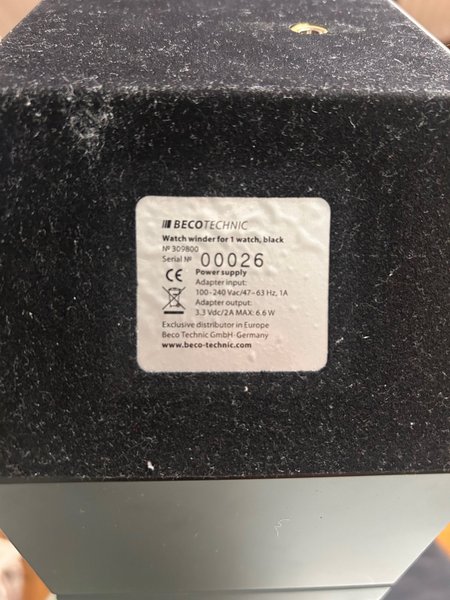 BECOTECHNIC
Watch winder for 1 watch, black
№ 309800
Serial № 00026
CE Power supply
Adapter input:
100-240 Vac/47-63 Hz, 1A
Adapter output:
3.3 Vdc/2A MAX: 6.6 W
Exclusive distributor in Europe
Beco Technic GmbH·Germany
www.beco-technic.com